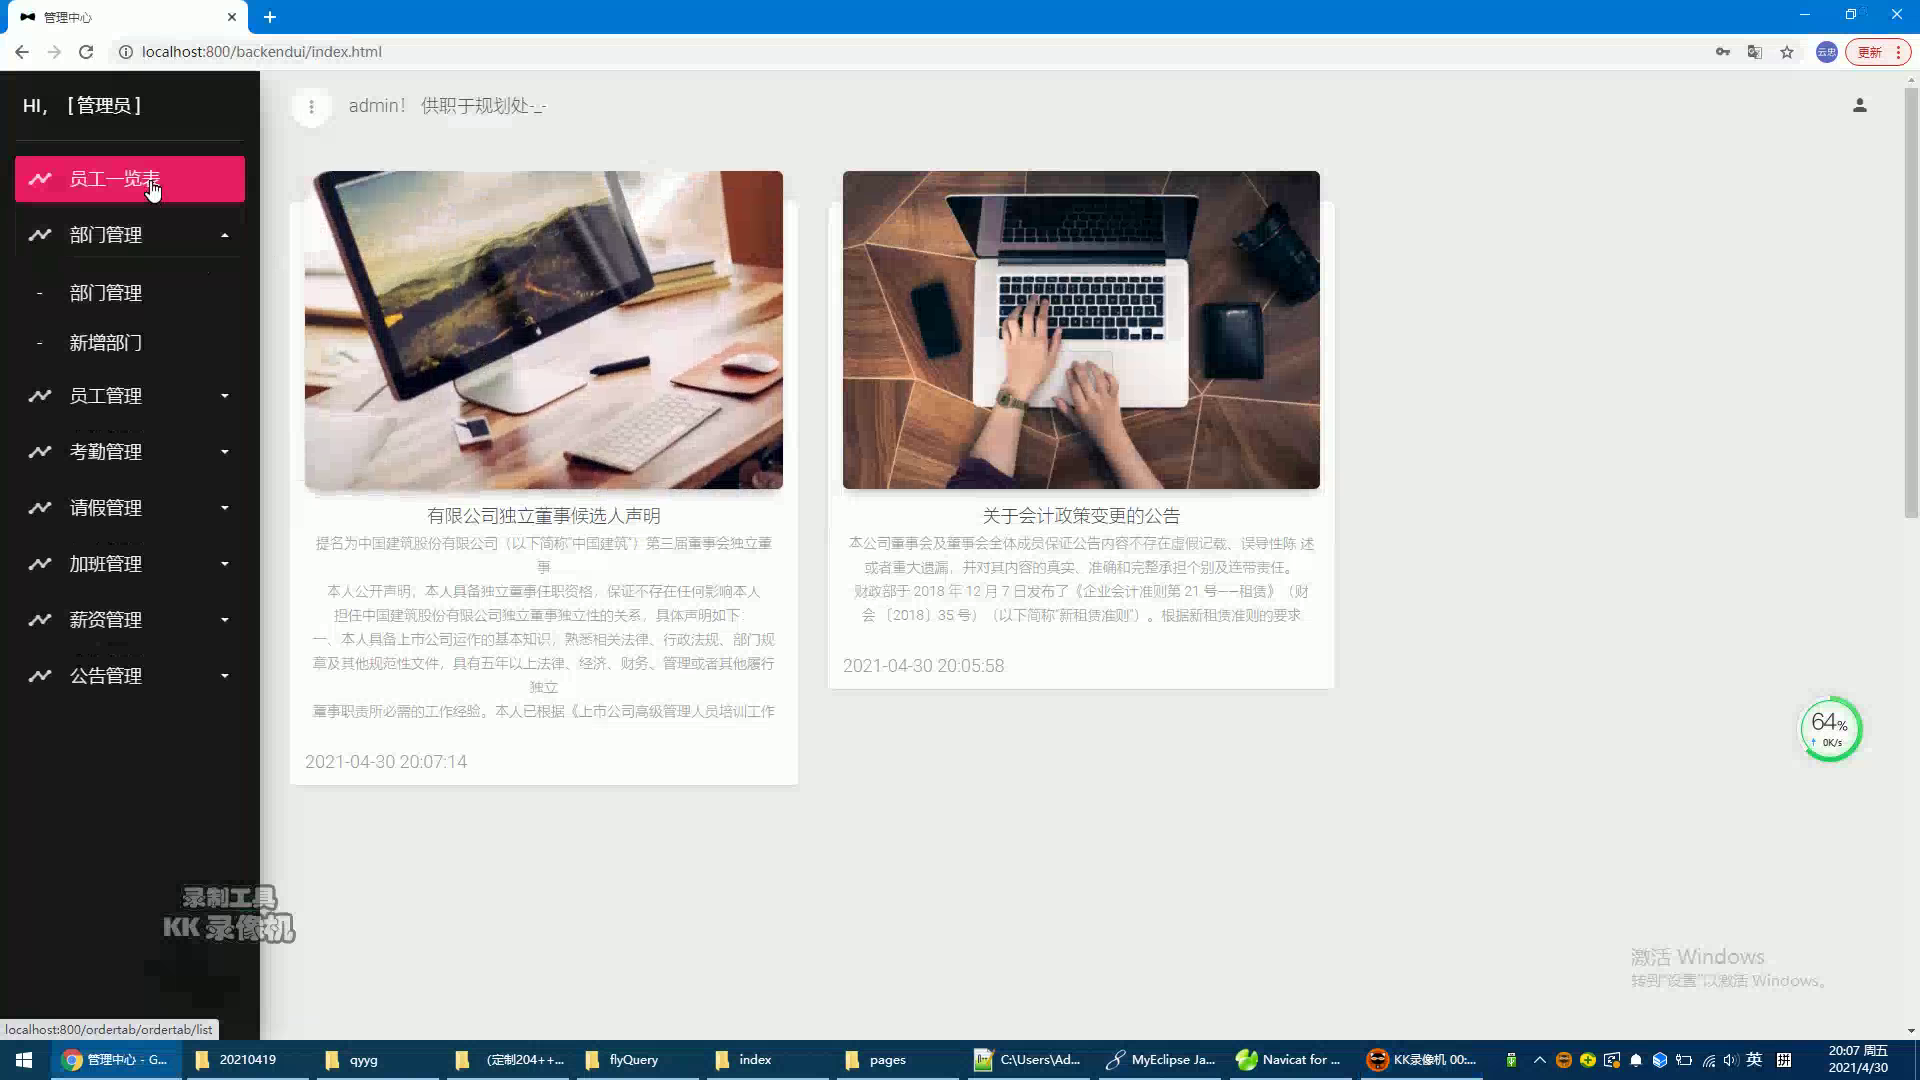 管理中心
localhost:800/backendui/index.html
云忠
更新
HI, [ 管理员 ]
admin! 供职于规划处-_-
员工一览表
部门管理
- 部门管理
- 新增部门
员工管理
考勤管理
请假管理
加班管理
薪资管理
公告管理
有限公司独立董事候选人声明
提名为中国建筑股份有限公司（以下简称“中国建筑”）第三届董事会独立董
事
本人公开声明，本人具备独立董事任职资格，保证不存在任何影响本人
担任中国建筑股份有限公司独立董事独立性的关系，具体声明如下:
一、本人具备上市公司运作的基本知识，熟悉相关法律、行政法规、部门规
章及其他规范性文件，具有五年以上法律、经济、财务、管理或者其他履行
独立
董事职责所必需的工作经验。本人已根据《上市公司高级管理人员培训工作
2021-04-30 20:07:14
关于会计政策变更的公告
本公司董事会及董事会全体成员保证公告内容不存在虚假记载、误导性陈 述
或者重大遗漏，并对其内容的真实、准确和完整承担个别及连带责任。
财政部于 2018 年 12 月 7 日发布了《企业会计准则第 21 号——租赁》（财
会〔2018〕35 号）（以下简称“新租赁准则”）。根据新租赁准则的要求
2021-04-30 20:05:58
64%
0K/s
录制工具
KK 录像机
激活 Windows
转到“设置”以激活 Windows。
localhost:800/ordertab/ordertab/list
管理中心 - G...
20210419
qyyg
(定制204++...
flyQuery
index
pages
C:\Users\Ad...
MyEclipse Ja...
Navicat for ...
KK录像机 00:...
英
拼
20:07 周五
2021/4/30